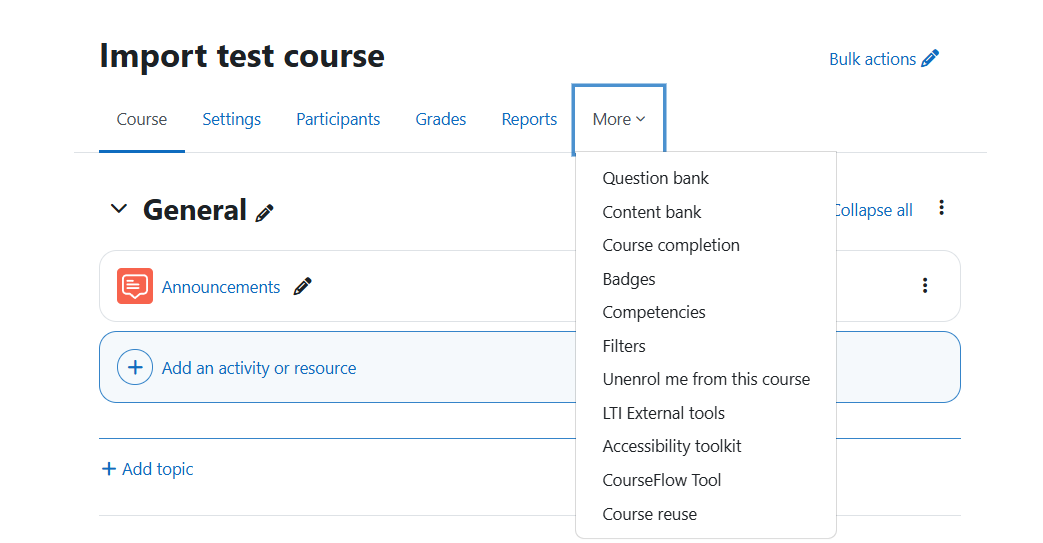 Import test course
Bulk actions
Course Settings Participants Grades Reports More
Question bank
Content bank
Course completion
Badges
Competencies
Filters
Unenrol me from this course
LTI External tools
Accessibility toolkit
CourseFlow Tool
Course reuse
General
Collapse all
Announcements
Add an activity or resource
Add topic